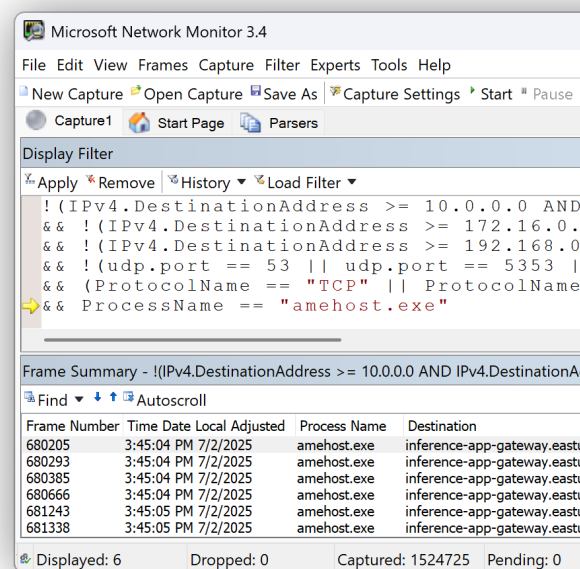 Microsoft Network Monitor 3.4
File Edit View Frames Capture Filter Experts Tools Help
New Capture Open Capture Save As Capture Settings Start Pause
Capture1 Start Page Parsers
Display Filter
Apply Remove History Load Filter
!(IPv4.DestinationAddress >= 10.0.0.0 AND
&& !(IPv4.DestinationAddress >= 172.16.0.
&& !(IPv4.DestinationAddress >= 192.168.0
&& !(udp.port == 53 || udp.port == 5353 |
&& (ProtocolName == "TCP" || ProtocolName
&& ProcessName == "amehost.exe"
Frame Summary - !(IPv4.DestinationAddress >= 10.0.0.0 AND IPv4.DestinationA
Find Autoscroll
Frame Number Time Date Local Adjusted Process Name Destination
680205 3:45:04 PM 7/2/2025 amehost.exe inference-app-gateway.eastu
680293 3:45:04 PM 7/2/2025 amehost.exe inference-app-gateway.eastu
680385 3:45:04 PM 7/2/2025 amehost.exe inference-app-gateway.eastu
680666 3:45:04 PM 7/2/2025 amehost.exe inference-app-gateway.eastu
681243 3:45:05 PM 7/2/2025 amehost.exe inference-app-gateway.eastu
681338 3:45:05 PM 7/2/2025 amehost.exe inference-app-gateway.eastu
Displayed: 6 Dropped: 0 Captured: 1524725 Pending: 0